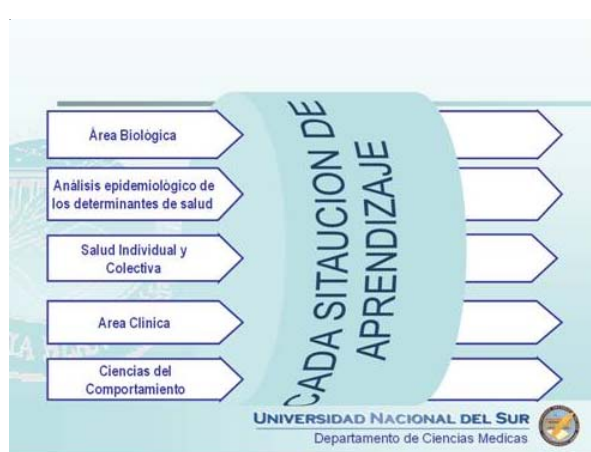 Área Biológica
Análisis epidemiológico de
los determinantes de salud
Salud Individual y
Colectiva
Area Clínica
Ciencias del
Comportamiento
CADA SITAUCION DE
APRENDIZAJE
UNIVERSIDAD NACIONAL DEL SUR
Departamento de Ciencias Medicas